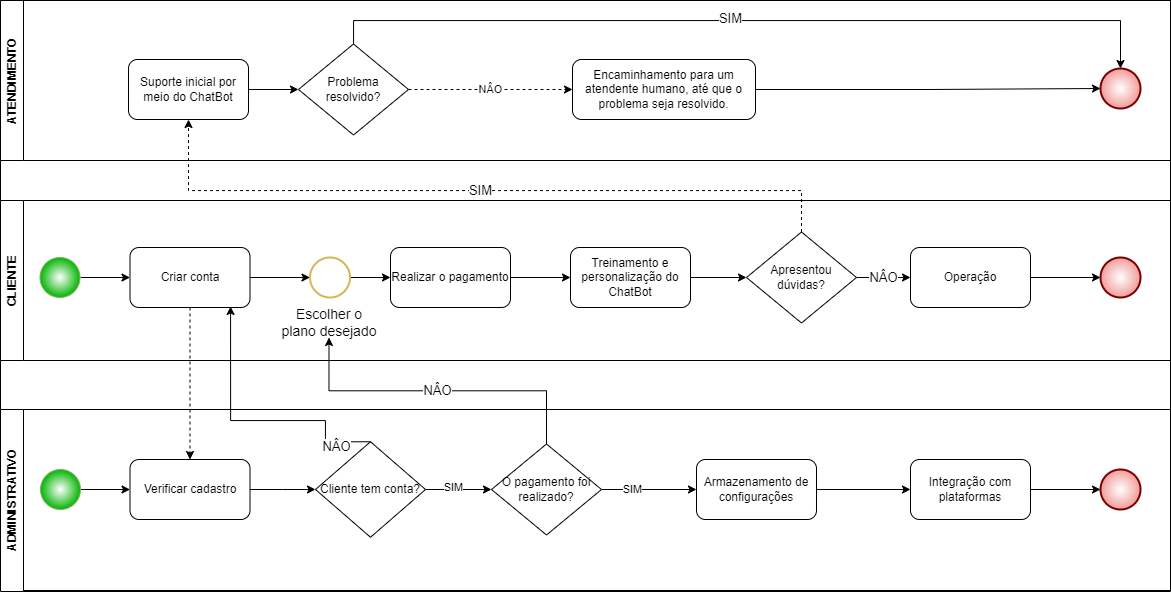 ATENDIMENTO
SIM
Suporte inicial por
meio do ChatBot
Problema
resolvido?
NÃO
Encaminhamento para um
atendente humano, até que o
problema seja resolvido.
SIM
CLIENTE
Criar conta
Escolher o
plano desejado
Realizar o pagamento
Treinamento e
personalização do
ChatBot
Apresentou
dúvidas?
NÃO
Operação
NÃO
ADMINISTRATIVO
NÃO
Verificar cadastro
Cliente tem conta?
SIM
O pagamento foi
realizado?
SIM
Armazenamento de
configurações
Integração com
plataformas